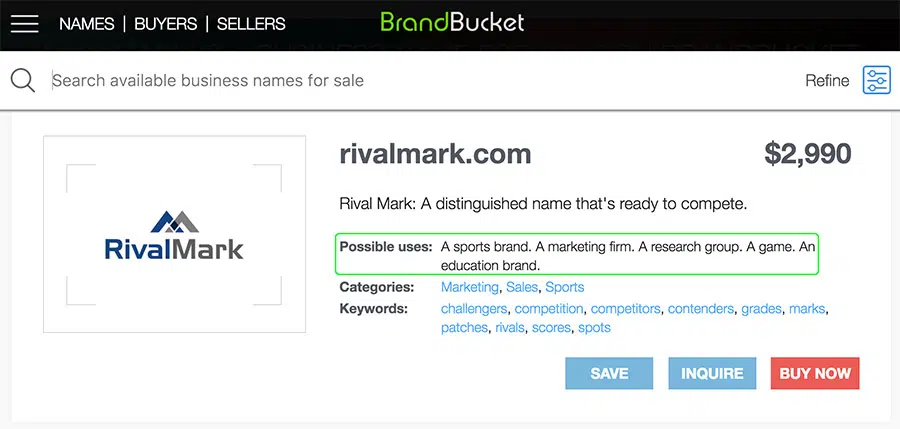 NAMES | BUYERS | SELLERS
BrandBucket
Search available business names for sale
Refine
RivalMark
rivalmark.com
$2,990
Rival Mark: A distinguished name that's ready to compete.
Possible uses: A sports brand. A marketing firm. A research group. A game. An
education brand.
Categories: Marketing, Sales, Sports
Keywords: challengers, competition, competitors, contenders, grades, marks,
patches, rivals, scores, spots
SAVE
INQUIRE
BUY NOW